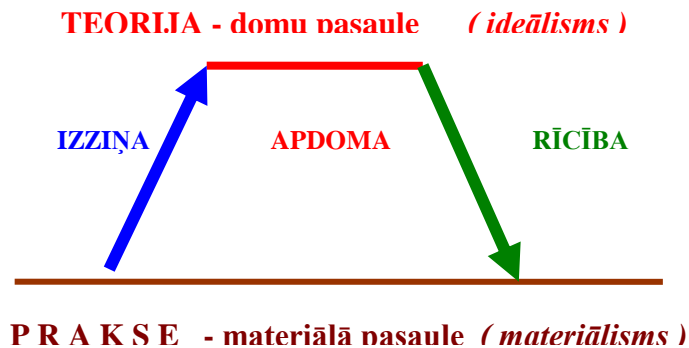 TEORIJA - domu pasaule ( ideālisms )
IZZIŅA APDOMA RĪCĪBA
P R A K S E - materiālā pasaule ( materiālisms )